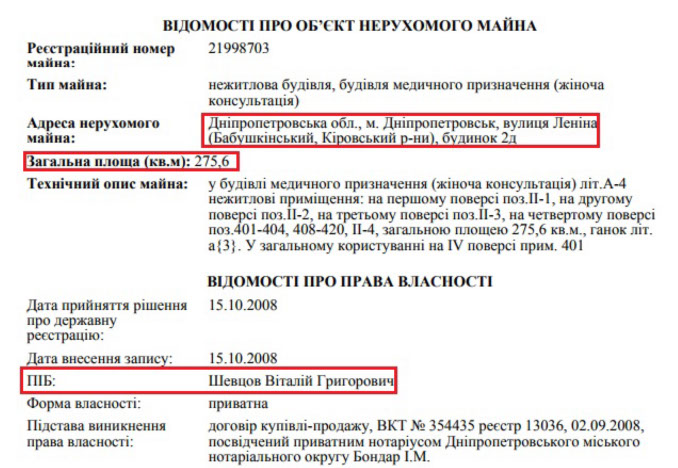 ВІДОМОСТІ ПРО ОБ’ЄКТ НЕРУХОМОГО МАЙНА
Реєстраційний номер майна: 21998703
Тип майна: нежитлова будівля, будівля медичного призначення (жіноча
консультація)
Адреса нерухомого Дніпропетровська обл., м. Дніпропетровськ, вулиця Леніна
майна: (Бабушкінський, Кіровський р-ни), будинок 2д
Загальна площа (кв.м): 275,6
Технічний опис майна: у будівлі медичного призначення (жіноча консультація) літ.А-4
нежитлові приміщення: на першому поверсі поз.ІІ-1, на другому
поверсі поз.ІІ-2, на третьому поверсі поз.ІІ-3, на четвертому поверсі
поз.401-404, 408-420, ІІ-4, загальною площею 275,6 кв.м., ганок літ.
а{3}. У загальному користуванні на IV поверсі прим. 401
ВІДОМОСТІ ПРО ПРАВА ВЛАСНОСТІ
Дата прийняття рішення 15.10.2008
про державну
реєстрацію:
Дата внесення запису: 15.10.2008
ПІБ: Шевцов Віталій Григорович
Форма власності: приватна
Підстава виникнення договір купівлі-продажу, ВКТ № 354435 реєстр 13036, 02.09.2008,
права власності: посвідчений приватним нотаріусом Дніпропетровського міського
нотаріального округу Бондар І.М.